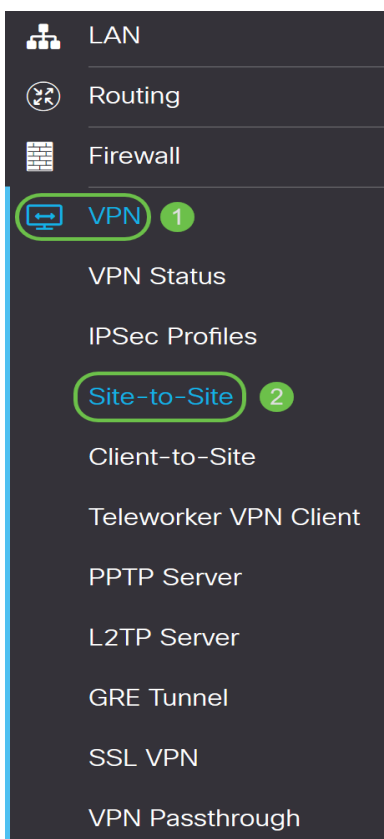 LAN
Routing
Firewall
VPN 1
VPN Status
IPSec Profiles
Site-to-Site 2
Client-to-Site
Teleworker VPN Client
PPTP Server
L2TP Server
GRE Tunnel
SSL VPN
VPN Passthrough